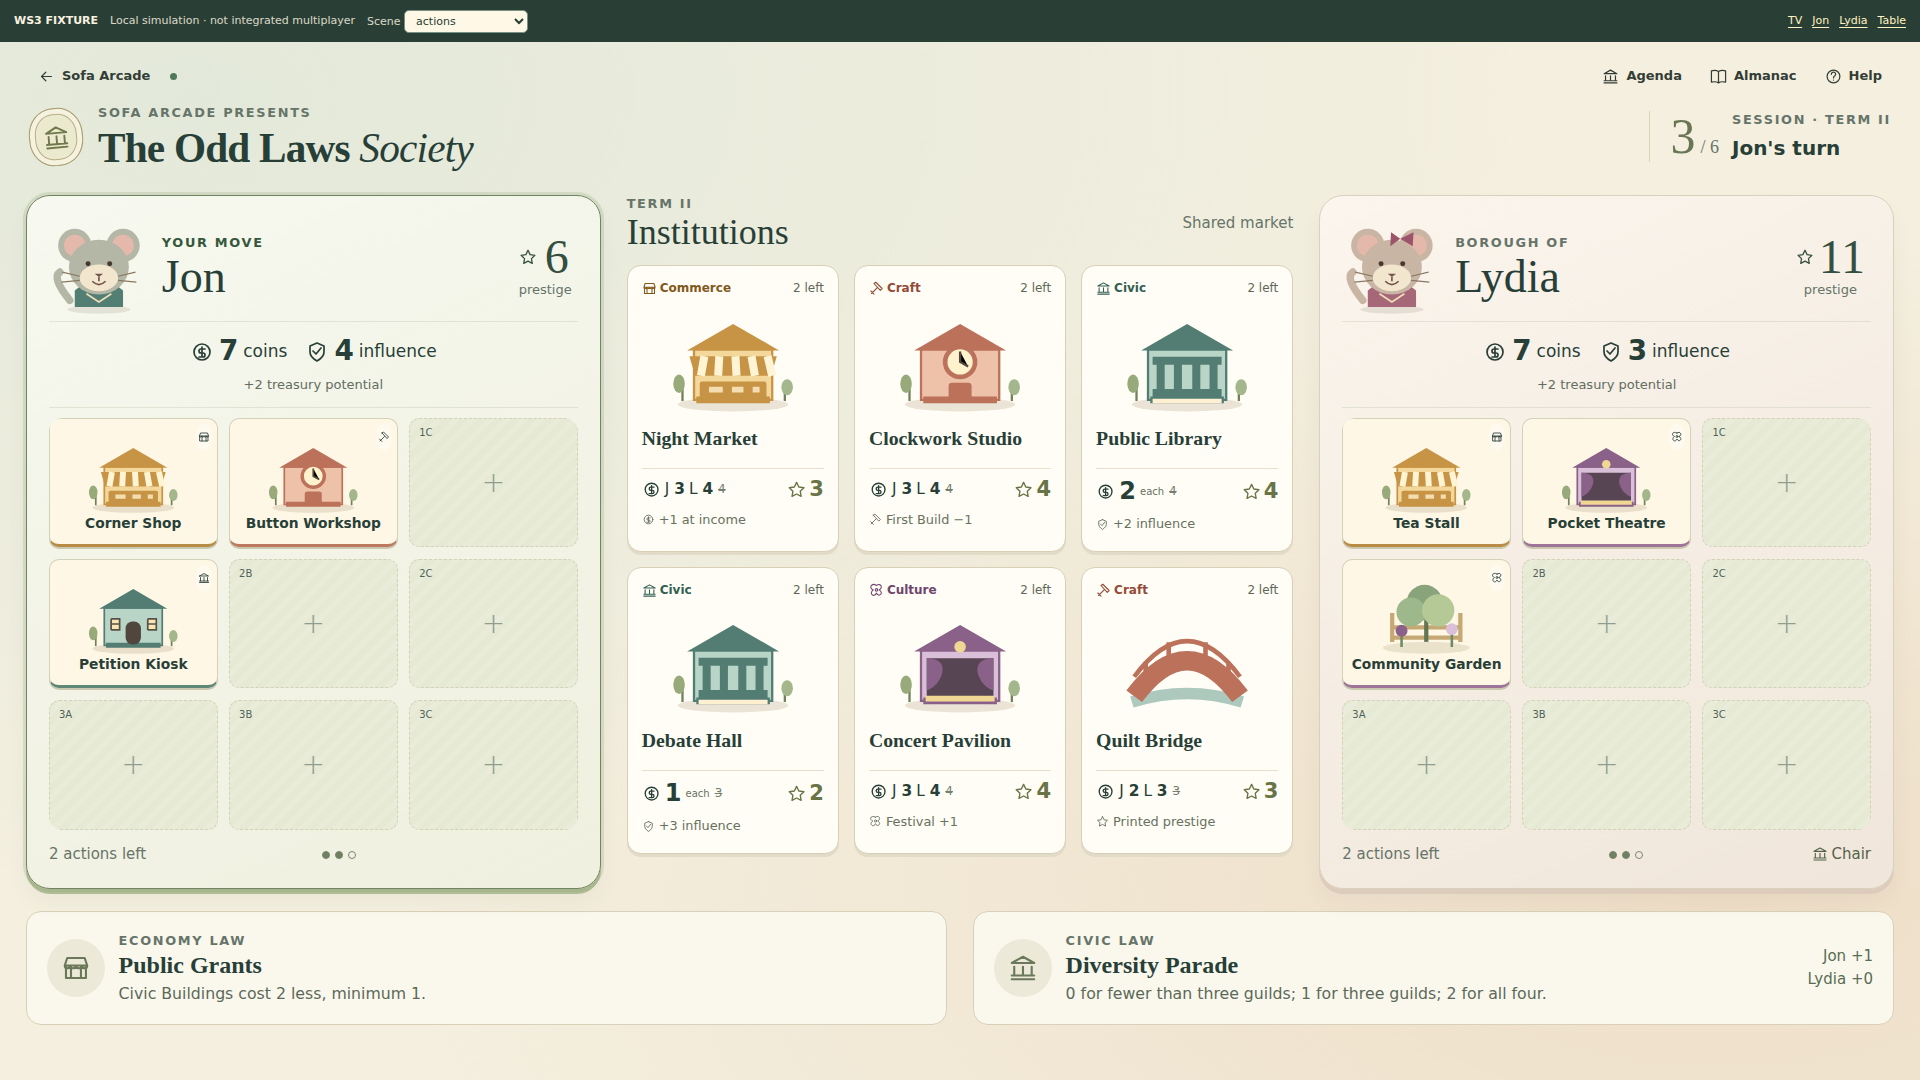 WS3 FIXTURE Local simulation · not integrated multiplayer Scene actions TV Jon Lydia Table
Sofa Arcade Agenda Almanac Help
SOFA ARCADE PRESENTS
The Odd Laws Society
3 / 6
SESSION · TERM II
Jon's turn
YOUR MOVE
Jon
6
prestige
7 coins 4 influence
+2 treasury potential
Corner Shop
Button Workshop
1C
Petition Kiosk
2B
2C
3A
3B
3C
2 actions left
TERM II
Institutions
Shared market
Commerce 2 left
Night Market
J 3 L 4 4 3
+1 at income
Craft 2 left
Clockwork Studio
J 3 L 4 4 4
First Build −1
Civic 2 left
Public Library
2 each 4 4
+2 influence
Civic 2 left
Debate Hall
1 each 3 2
+3 influence
Culture 2 left
Concert Pavilion
J 3 L 4 4 4
Festival +1
Craft 2 left
Quilt Bridge
J 2 L 3 3 3
Printed prestige
BOROUGH OF
Lydia
11
prestige
7 coins 3 influence
+2 treasury potential
Tea Stall
Pocket Theatre
1C
Community Garden
2B
2C
3A
3B
3C
2 actions left Chair
ECONOMY LAW
Public Grants
Civic Buildings cost 2 less, minimum 1.
CIVIC LAW
Diversity Parade
0 for fewer than three guilds; 1 for three guilds; 2 for all four.
Jon +1
Lydia +0